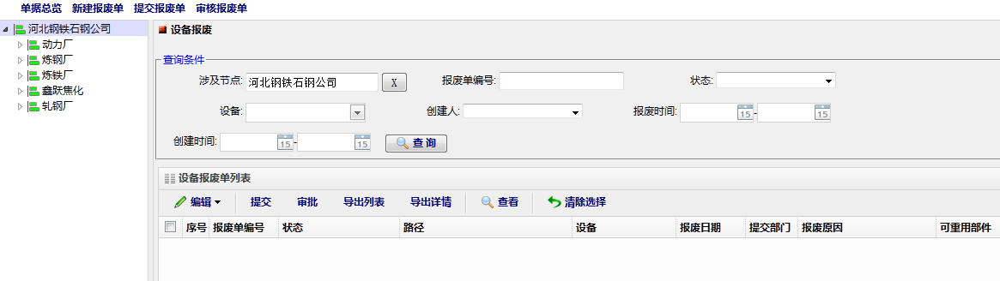 单据总览 新建报废单 提交报废单 审核报废单
河北钢铁石钢公司
动力厂
炼钢厂
炼铁厂
鑫跃焦化
轧钢厂
设备报废
查询条件
涉及节点: 河北钢铁石钢公司 X 报废单编号: 状态:
设备: 创建人: 报废时间: 15 - 15
创建时间: 15 - 15 查询
设备报废单列表
编辑 提交 审批 导出列表 导出详情 查看 清除选择
序号 报废单编号 状态 路径 设备 报废日期 提交部门 报废原因 可重用部件